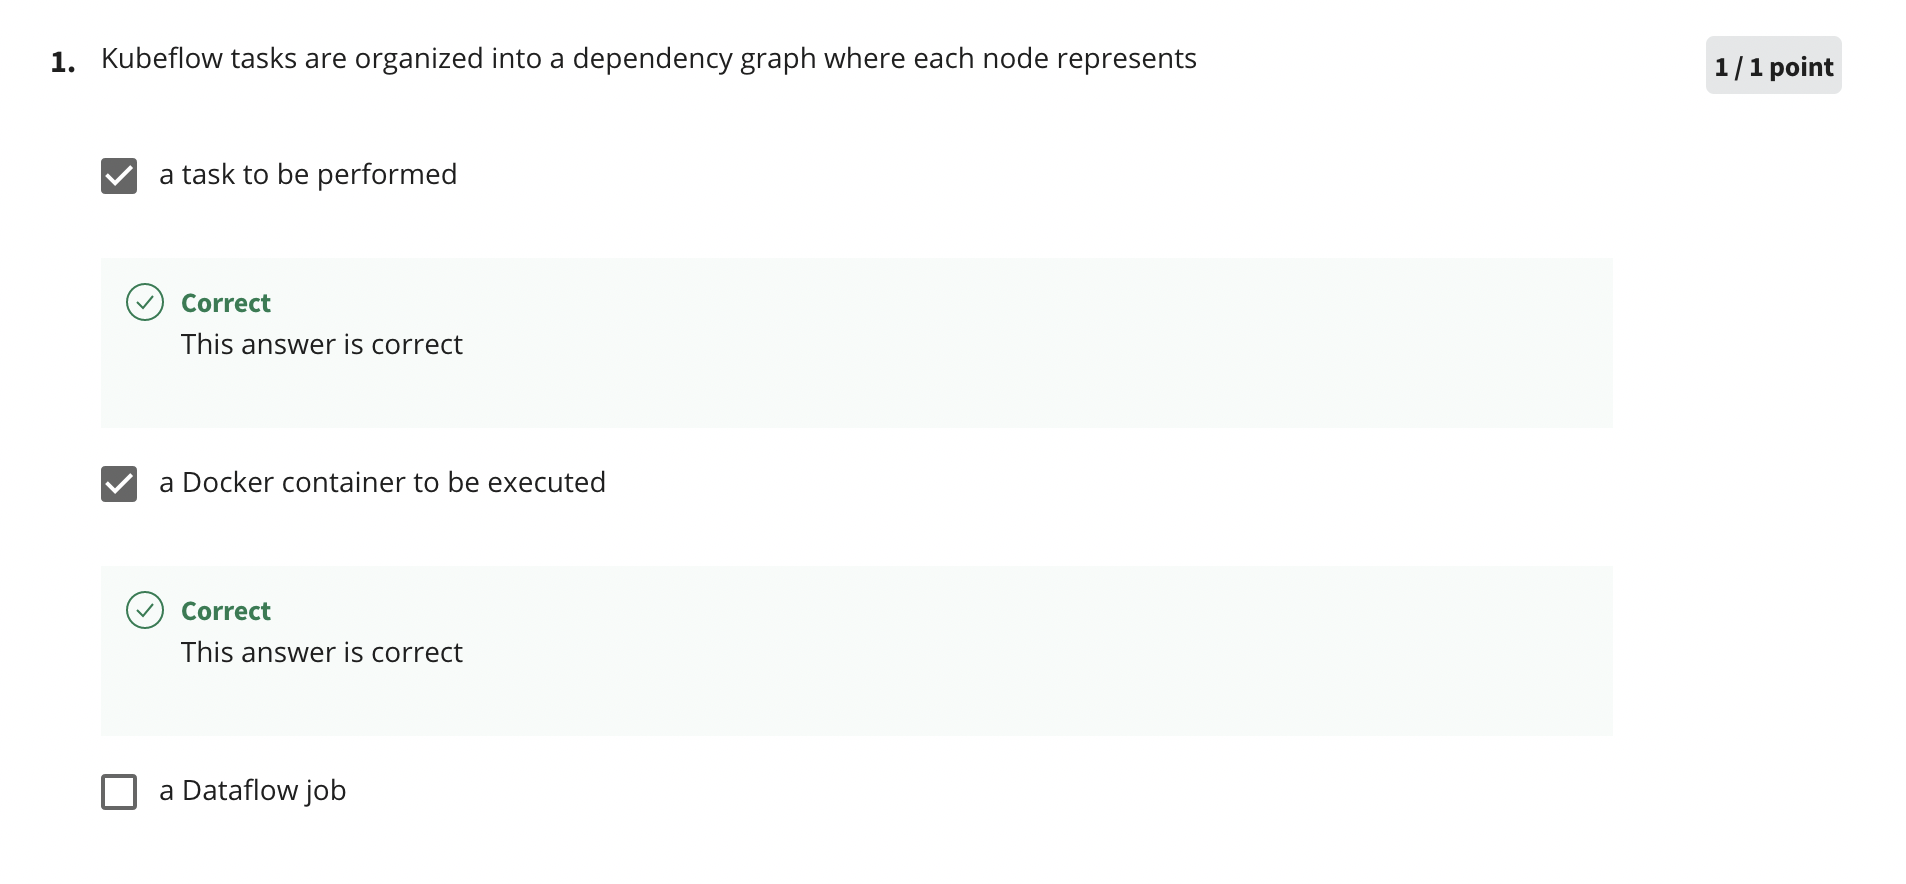 1. Kubeflow tasks are organized into a dependency graph where each node represents
1 / 1 point
a task to be performed
Correct
This answer is correct
a Docker container to be executed
Correct
This answer is correct
a Dataflow job